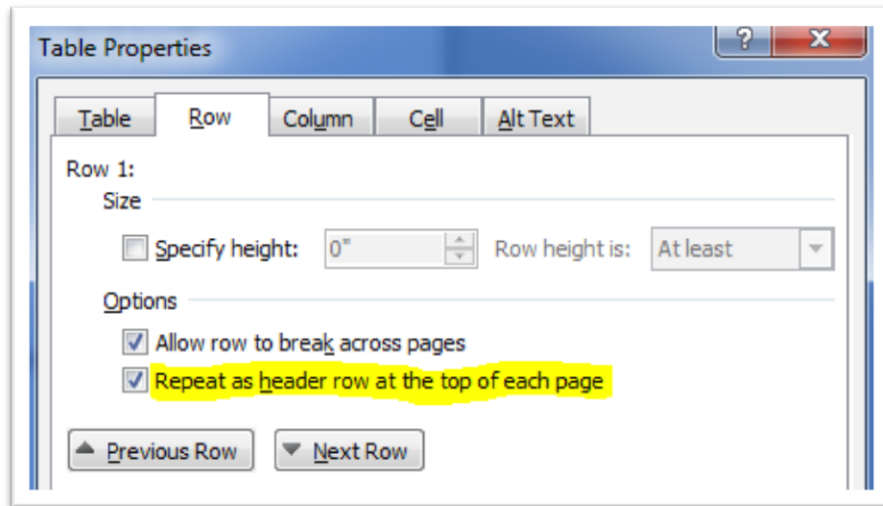 Table Properties
?
Table Row Column Cell Alt Text
Row 1:
Size
Specify height: 0" Row height is: At least
Options
Allow row to break across pages
Repeat as header row at the top of each page
Previous Row Next Row